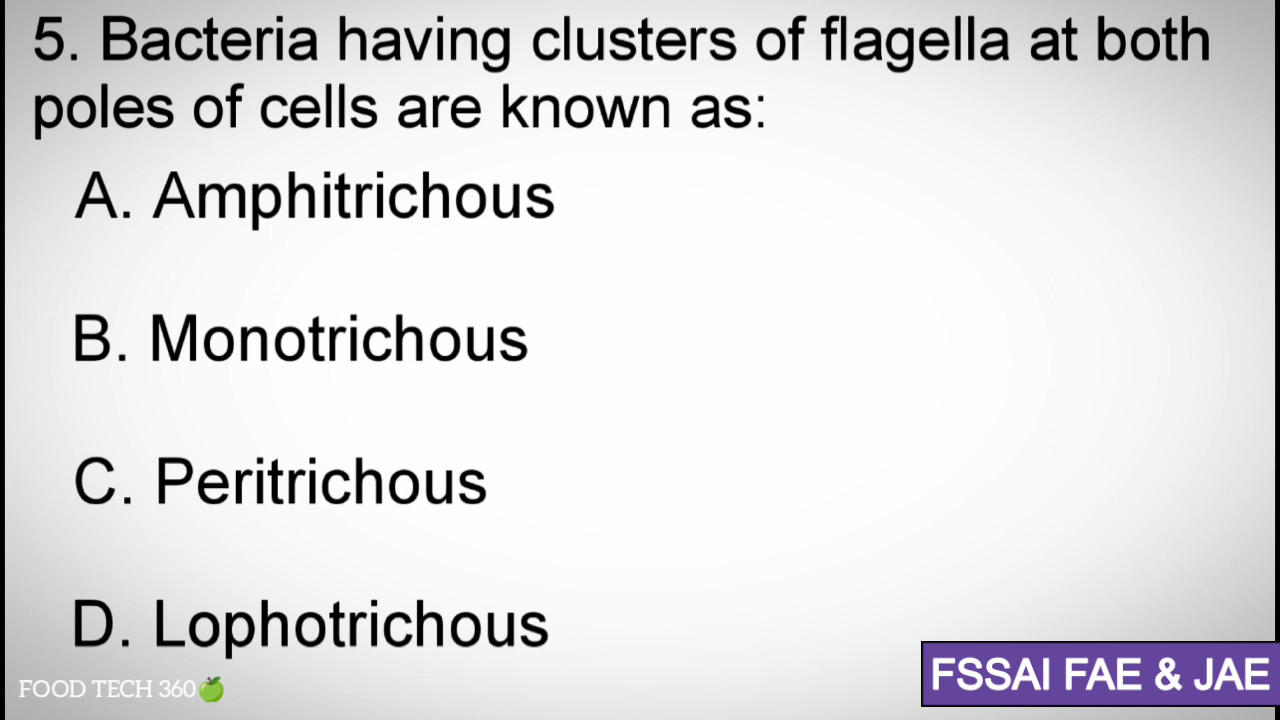 5. Bacteria having clusters of flagella at both
poles of cells are known as:
A. Amphitrichous
B. Monotrichous
C. Peritrichous
D. Lophotrichous
FOOD TECH 360🍏
FSSAI FAE & JAE